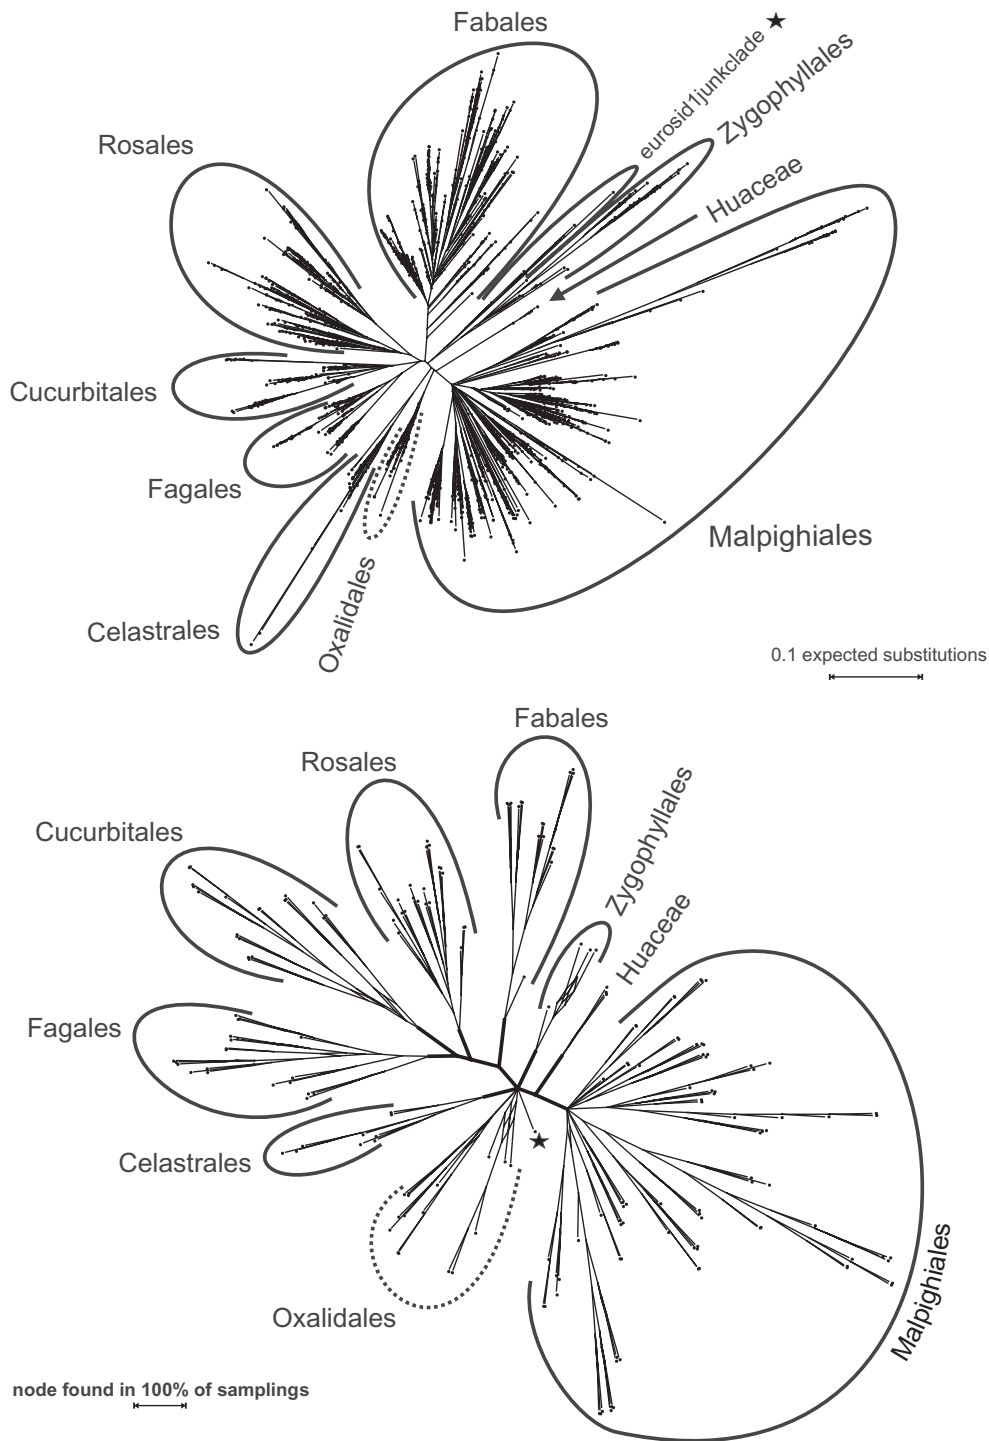 Fabales
eurosid1junkclade ★
Zygophyllales
Rosales
Huaceae
Cucurbitales
Fagales
Malpighiales
Oxalidales
Celastrales
0.1 expected substitutions
Fabales
Rosales
Zygophyllales
Cucurbitales
Huaceae
Fagales
★
Celastrales
Malpighiales
Oxalidales
node found in 100% of samplings